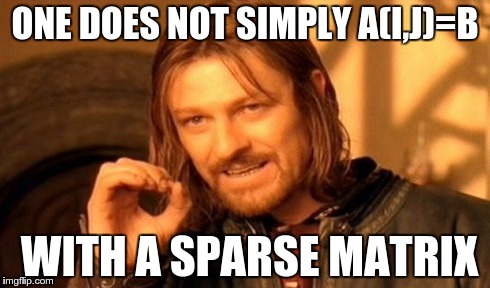 ONE DOES NOT SIMPLY A(I,J)=B
WITH A SPARSE MATRIX
imgflip.com